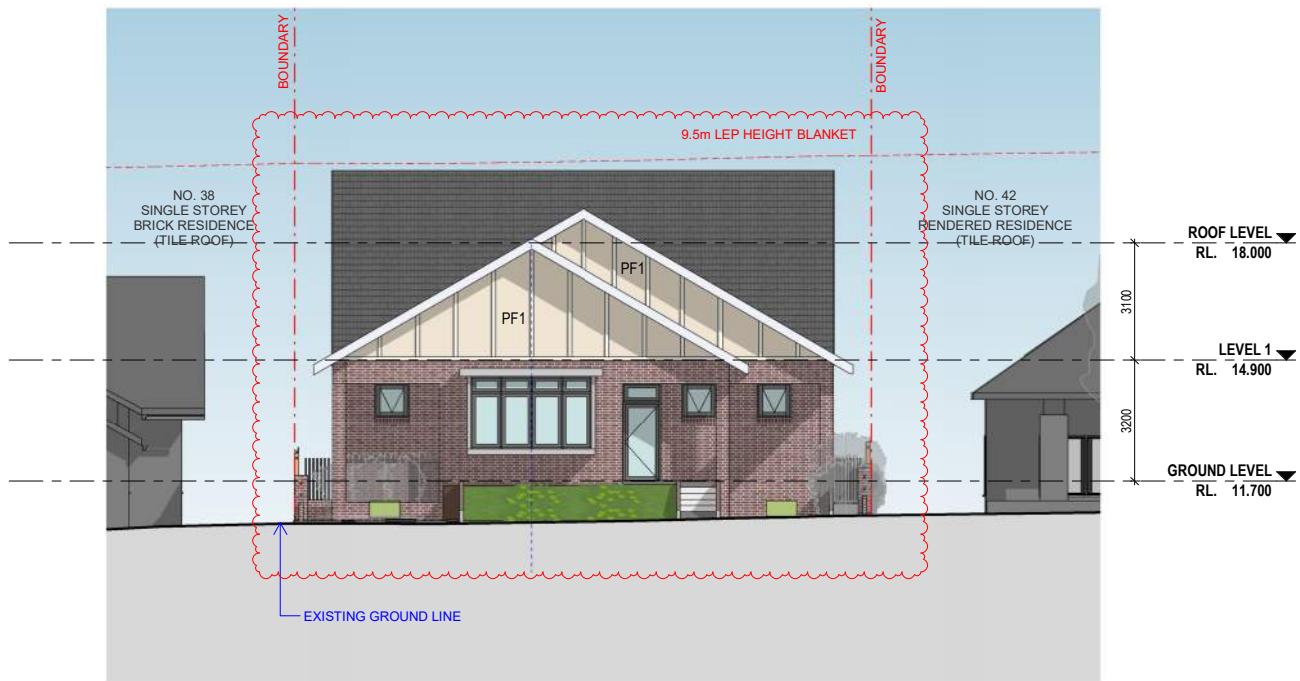 BOUNDARY
BOUNDARY
9.5m LEP HEIGHT BLANKET
NO. 38
SINGLE STOREY
BRICK RESIDENCE
(TILE ROOF)
NO. 42
SINGLE STOREY
RENDERED RESIDENCE
(TILE ROOF)
ROOF LEVEL
RL. 18.000
PF1
PF1
3100
LEVEL 1
RL. 14.900
3200
GROUND LEVEL
RL. 11.700
EXISTING GROUND LINE